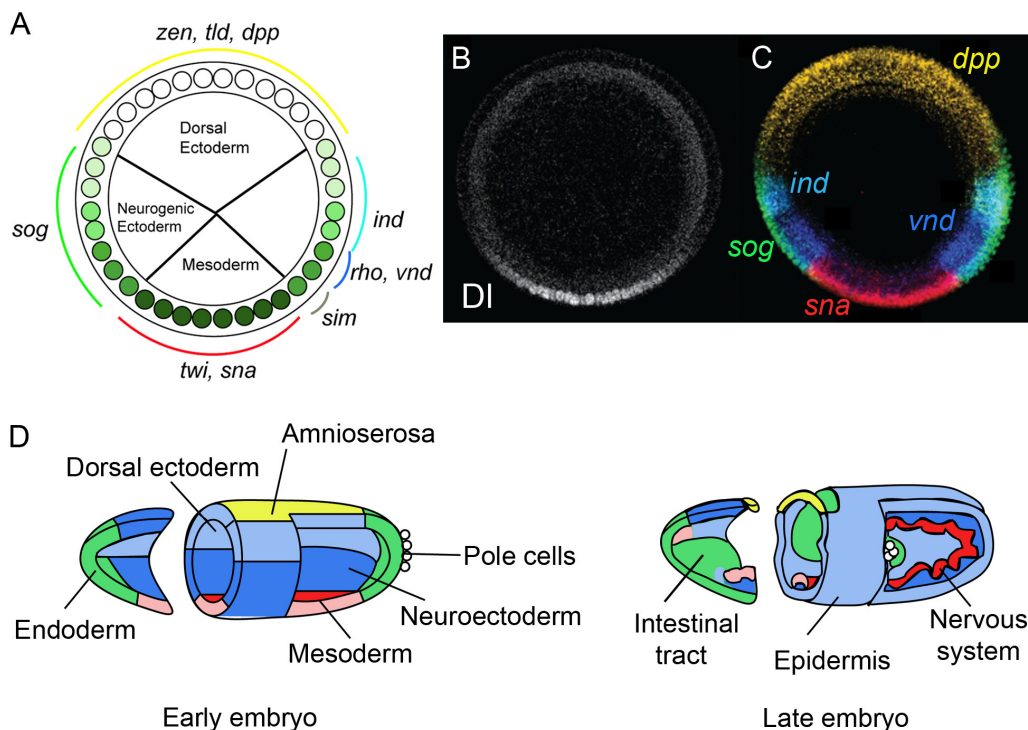 A
zen, tld, dpp
Dorsal
Ectoderm
Neurogenic
Ectoderm
Mesoderm
sog
ind
rho, vnd
sim
twi, sna
B
Dl
C
dpp
ind
vnd
sog
sna
D
Amnioserosa
Dorsal ectoderm
Pole cells
Endoderm
Neuroectoderm
Mesoderm
Early embryo
Intestinal
tract
Epidermis
Nervous
system
Late embryo